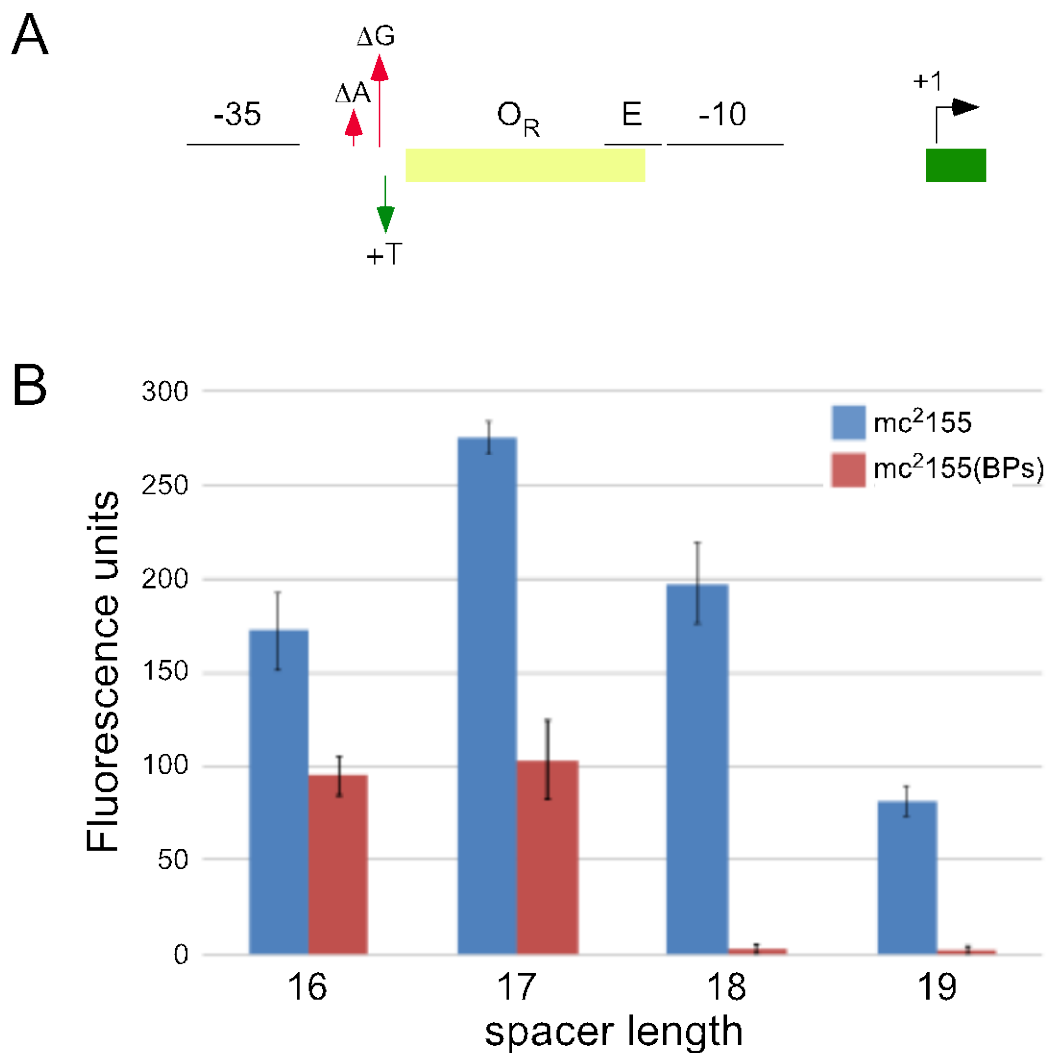 A
ΔG
ΔA
+1
-35
O_R
E
-10
+T
B
300
mc²155
mc²155(BPs)
250
200
150
100
50
0
Fluorescence units
16 17 18 19
spacer length